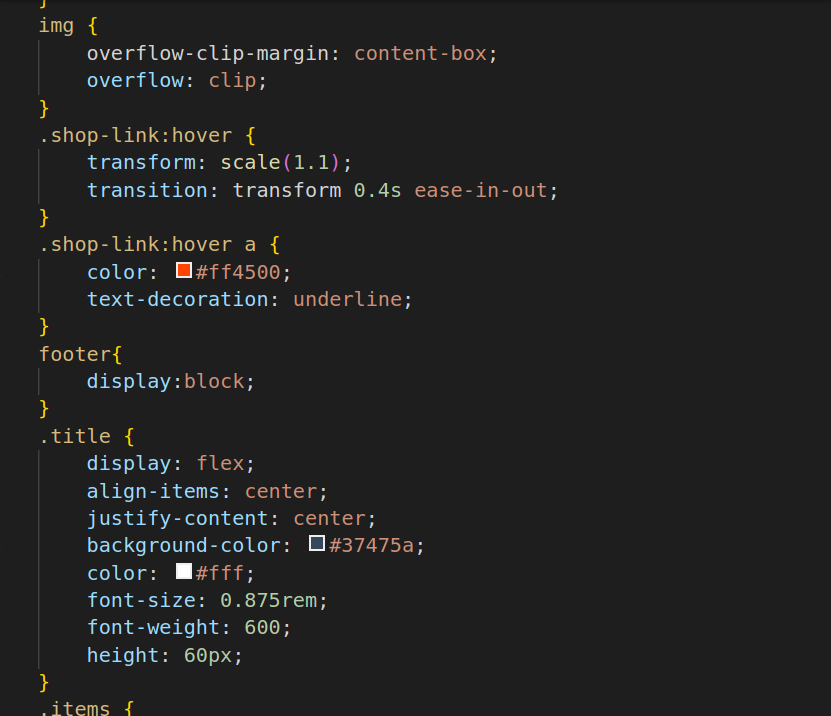 }
img {
overflow-clip-margin: content-box;
overflow: clip;
}
.shop-link:hover {
transform: scale(1.1);
transition: transform 0.4s ease-in-out;
}
.shop-link:hover a {
color: #ff4500;
text-decoration: underline;
}
footer{
display:block;
}
.title {
display: flex;
align-items: center;
justify-content: center;
background-color: #37475a;
color: #fff;
font-size: 0.875rem;
font-weight: 600;
height: 60px;
}
.items {